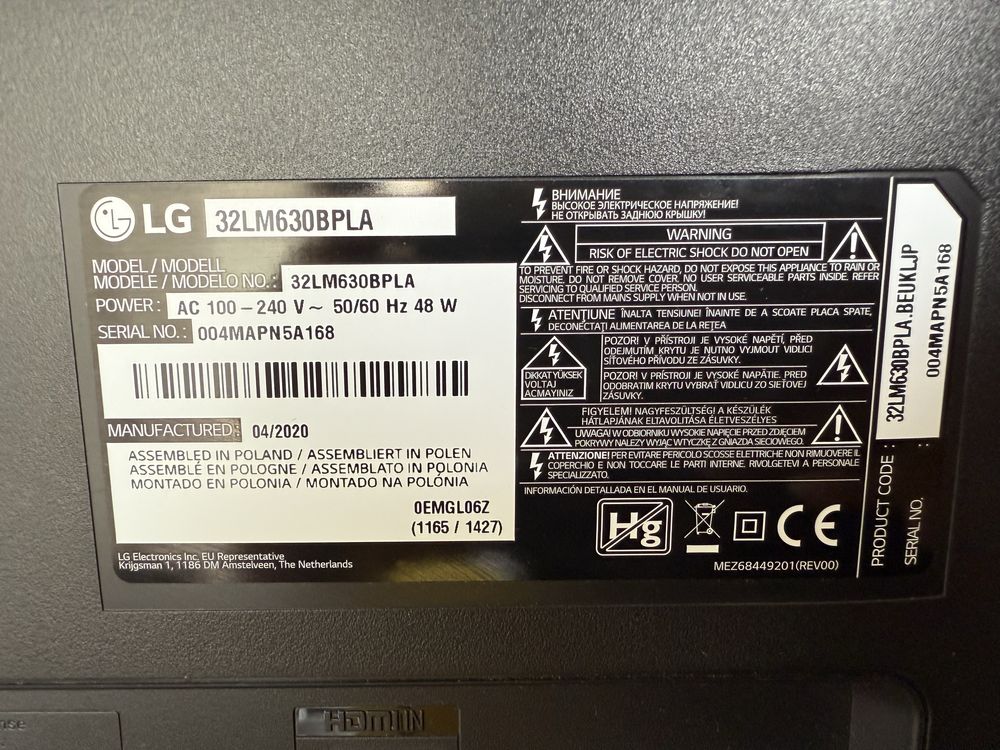 LG 32LM630BPLA
MODEL / MODELL
MODELE / MODELO NO. : 32LM630BPLA
POWER : AC 100 - 240 V ~ 50/60 Hz 48 W
SERIAL NO. : 004MAPN5A168
MANUFACTURED : 04/2020
ASSEMBLED IN POLAND / ASSEMBLIERT IN POLEN
ASSEMBLÉ EN POLOGNE / ASSEMBLATO IN POLONIA
MONTADO EN POLONIA / MONTADO NA POLÓNIA
0EMGL06Z
(1165 / 1427)
LG Electronics Inc. EU Representative
Krijgsman 1, 1186 DM Amstelveen, The Netherlands
ВНИМАНИЕ
ВЫСОКОЕ ЭЛЕКТРИЧЕСКОЕ НАПРЯЖЕНИЕ!
НЕ ОТКРЫВАТЬ ЗАДНЮЮ КРЫШКУ!
WARNING
RISK OF ELECTRIC SHOCK DO NOT OPEN
TO PREVENT FIRE OR SHOCK HAZARD, DO NOT EXPOSE THIS APPLIANCE TO RAIN OR
MOISTURE. DO NOT REMOVE COVER. NO USER SERVICEABLE PARTS INSIDE. REFER
SERVICING TO QUALIFIED SERVICE PERSON.
DISCONNECT FROM MAINS SUPPLY WHEN NOT IN USE.
ATENŢIUNE ÎNALTA TENSIUNE! ÎNAINTE DE A SCOATE PLACA SPATE,
DECONECTAŢI ALIMENTAREA DE LA REŢEA
DİKKAT YÜKSEK
VOLTAJ
AÇMAYINIZ
POZOR! V PŘÍSTROJI JE VYSOKÉ NAPĚTÍ, PŘED
ODEJMUTÍM KRYTU JE NUTNO VYJMOUT VIDLICI
SÍŤOVÉHO PŘÍVODU ZE ZÁSUVKY.
POZOR! V PRÍSTROJI JE VYSOKÉ NAPÄTIE. PRED
ODOBRATIM KRYTU VYBRAŤ VIDLICU ZO SIEŤOVEJ
ZÁSUVKY.
FIGYELEM! NAGYFESZÜLTSÉG! A KÉSZÜLÉK
HÁTLAPJÁNAK ELTAVOLÍTÁSA ÉLETVESZÉLYES
UWAGA! W ODBIORNIKU WYSOKIE NAPIĘCIE PRZED ZDJĘCIEM
POKRYWY NALEŻY WYJĄC WTYCZKĘ Z GNIAZDA SIECIOWEGO.
ATTENZIONE! PER EVITARE PERICOLO SCOSSE ELETTRICHE NON RIMUOVERE IL
COPERCHIO E NON TOCCARE LE PARTI INTERNE. RIVOLGETEVI A PERSONALE
SPECIALIZZATO.
INFORMACIÓN DETALLADA EN EL MANUAL DE USUARIO.
Hg
CE
MEZ68449201(REV00)
PRODUCT CODE : 32LM630BPLA.BEUKLJP
SERIAL NO. : 004MAPN5A168
HDMI IN